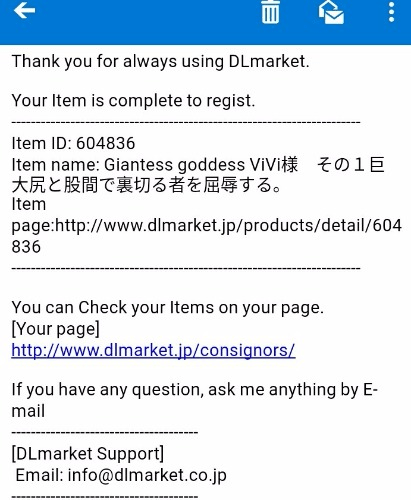 Thank you for always using DLmarket.
Your Item is complete to regist.
----------------------------------------------------------------------
Item ID: 604836
Item name: Giantess goddess ViVi様　その１巨
大尻と股間で裏切る者を屈辱する。
Item
page:http://www.dlmarket.jp/products/detail/604
836
----------------------------------------------------------------------
You can Check your Items on your page.
[Your page]
http://www.dlmarket.jp/consignors/
If you have any question, ask me anything by E-
mail
--------------------------------------
[DLmarket Support]
Email: info@dlmarket.co.jp
--------------------------------------